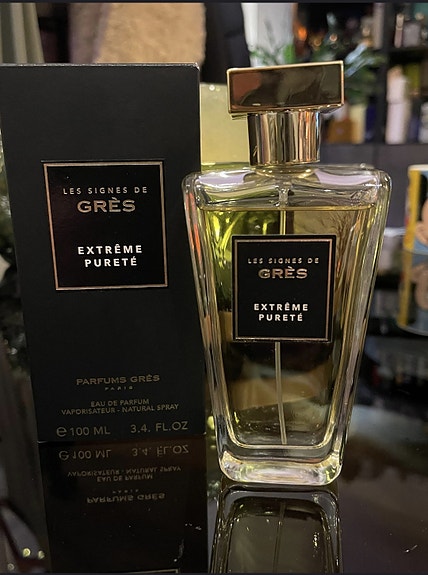 LES SIGNES DE
GRÈS
EXTRÊME
PURETÉ
PARFUMS GRÈS
PARIS
EAU DE PARFUM
VAPORISATEUR - NATURAL SPRAY
℮ 100 ML 3.4. FL.OZ
LES SIGNES DE
GRÈS
EXTRÊME
PURETÉ